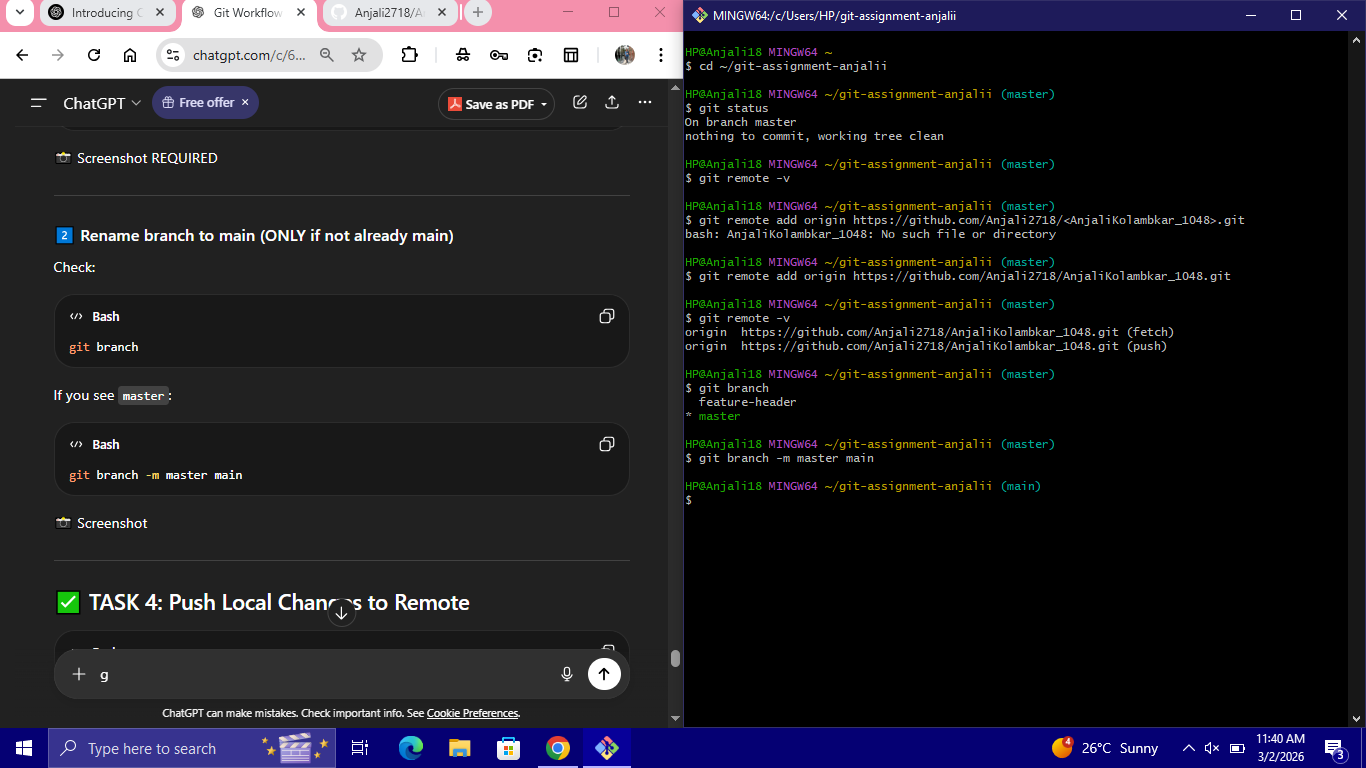 Introducing C
Git Workflow
Anjali2718/A
chatgpt.com/c/6...
ChatGPT
Free offer
Save as PDF
Screenshot REQUIRED
2 Rename branch to main (ONLY if not already main)
Check:
Bash
git branch
If you see master:
Bash
git branch -m master main
Screenshot
TASK 4: Push Local Changes to Remote
g
ChatGPT can make mistakes. Check important info. See Cookie Preferences.
MINGW64:/c/Users/HP/git-assignment-anjalii
HP@Anjali18 MINGW64 ~
$ cd ~/git-assignment-anjalii
HP@Anjali18 MINGW64 ~/git-assignment-anjalii (master)
$ git status
On branch master
nothing to commit, working tree clean
HP@Anjali18 MINGW64 ~/git-assignment-anjalii (master)
$ git remote -v
HP@Anjali18 MINGW64 ~/git-assignment-anjalii (master)
$ git remote add origin https://github.com/Anjali2718/<AnjaliKolambkar_1048>.git
bash: AnjaliKolambkar_1048: No such file or directory
HP@Anjali18 MINGW64 ~/git-assignment-anjalii (master)
$ git remote add origin https://github.com/Anjali2718/AnjaliKolambkar_1048.git
HP@Anjali18 MINGW64 ~/git-assignment-anjalii (master)
$ git remote -v
origin  https://github.com/Anjali2718/AnjaliKolambkar_1048.git (fetch)
origin  https://github.com/Anjali2718/AnjaliKolambkar_1048.git (push)
HP@Anjali18 MINGW64 ~/git-assignment-anjalii (master)
$ git branch
  feature-header
* master
HP@Anjali18 MINGW64 ~/git-assignment-anjalii (master)
$ git branch -m master main
HP@Anjali18 MINGW64 ~/git-assignment-anjalii (main)
$
Type here to search
4
26°C Sunny
11:40 AM
3/2/2026
3